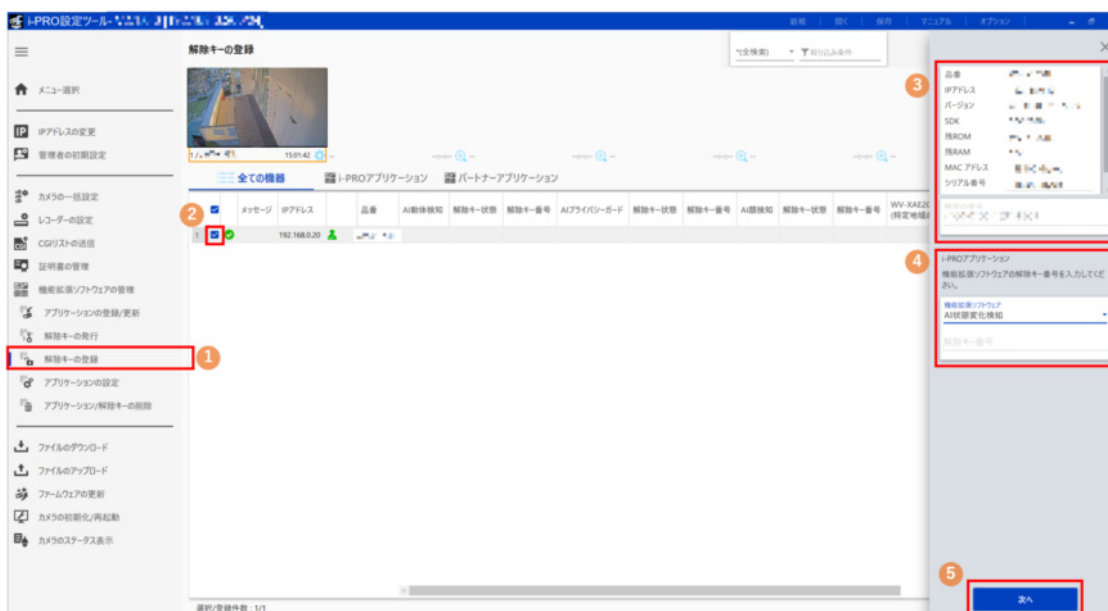 i-PRO設定ツール-
新規 | 開く | 保存 | マニュアル | オプション
解除キーの登録
*(全検索)
絞り込み条件
メニュー選択
IPアドレスの変更
管理者の初期設定
カメラの一括設定
レコーダーの設定
CGIリストの送信
証明書の管理
機能拡張ソフトウェアの管理
アプリケーションの登録/更新
解除キーの発行
解除キーの登録
アプリケーションの設定
アプリケーション/解除キーの削除
ファイルのダウンロード
ファイルのアップロード
ファームウェアの更新
カメラの初期化/再起動
カメラのステータス表示
1
15:01:42
全ての機器
i-PROアプリケーション
パートナーアプリケーション
2
メッセージ IPアドレス 品番 AI動体検知 解除キー状態 解除キー番号 AIプライバシーガード 解除キー状態 解除キー番号 AI顔検知 解除キー状態 解除キー番号 WV-XAE20
1 192.168.0.20
選択/登録件数 : 1/1
3
品番
IPアドレス
バージョン
SDK
残ROM
残RAM
MAC アドレス
シリアル番号
4
i-PROアプリケーション
機能拡張ソフトウェアの解除キー番号を入力してくだ
さい。
機能拡張ソフトウェア
AI状態変化検知
解除キー番号
5
次へ